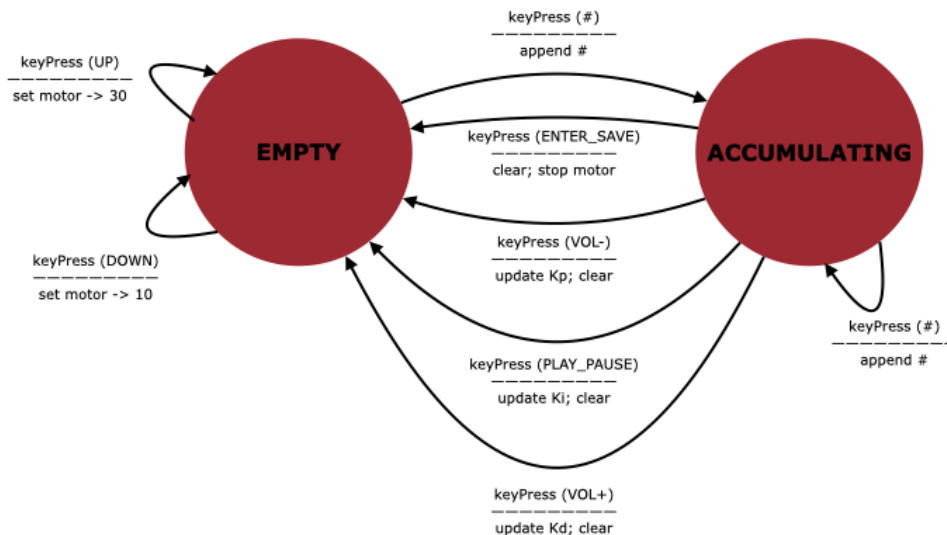 keyPress (#)
—————————
append #
keyPress (UP)
—————————
set motor -> 30
EMPTY
keyPress (ENTER_SAVE)
—————————
clear; stop motor
ACCUMULATING
keyPress (DOWN)
—————————
set motor -> 10
keyPress (VOL-)
—————————
update Kp; clear
keyPress (#)
—————————
append #
keyPress (PLAY_PAUSE)
—————————
update Ki; clear
keyPress (VOL+)
—————————
update Kd; clear